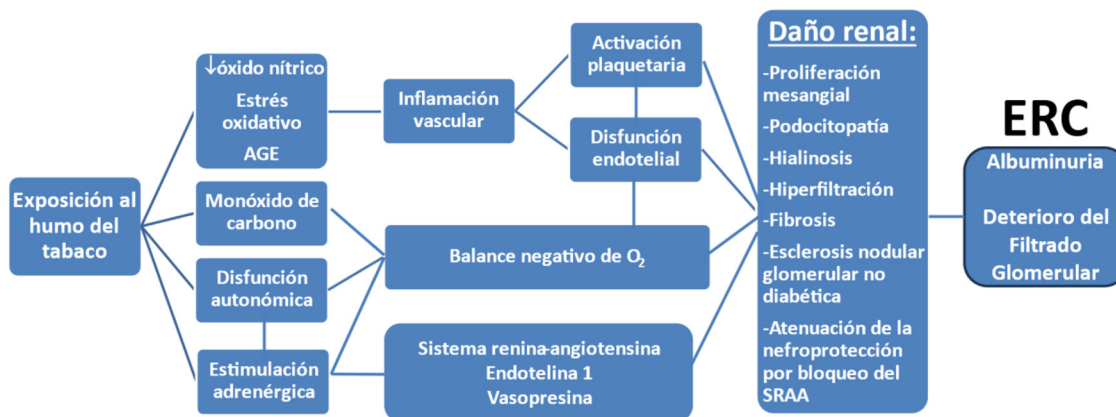 Exposición al
humo del
tabaco
↓óxido nítrico
Estrés
oxidativo
AGE
Monóxido de
carbono
Disfunción
autonómica
Estimulación
adrenérgica
Inflamación
vascular
Activación
plaquetaria
Disfunción
endotelial
Balance negativo de O₂
Sistema renina-angiotensina
Endotelina 1
Vasopresina
Daño renal:
-Proliferación
mesangial
-Podocitopatía
-Hialinosis
-Hiperfiltración
-Fibrosis
-Esclerosis nodular
glomerular no
diabética
-Atenuación de la
nefroprotección
por bloqueo del
SRAA
ERC
Albuminuria
Deterioro del
Filtrado
Glomerular